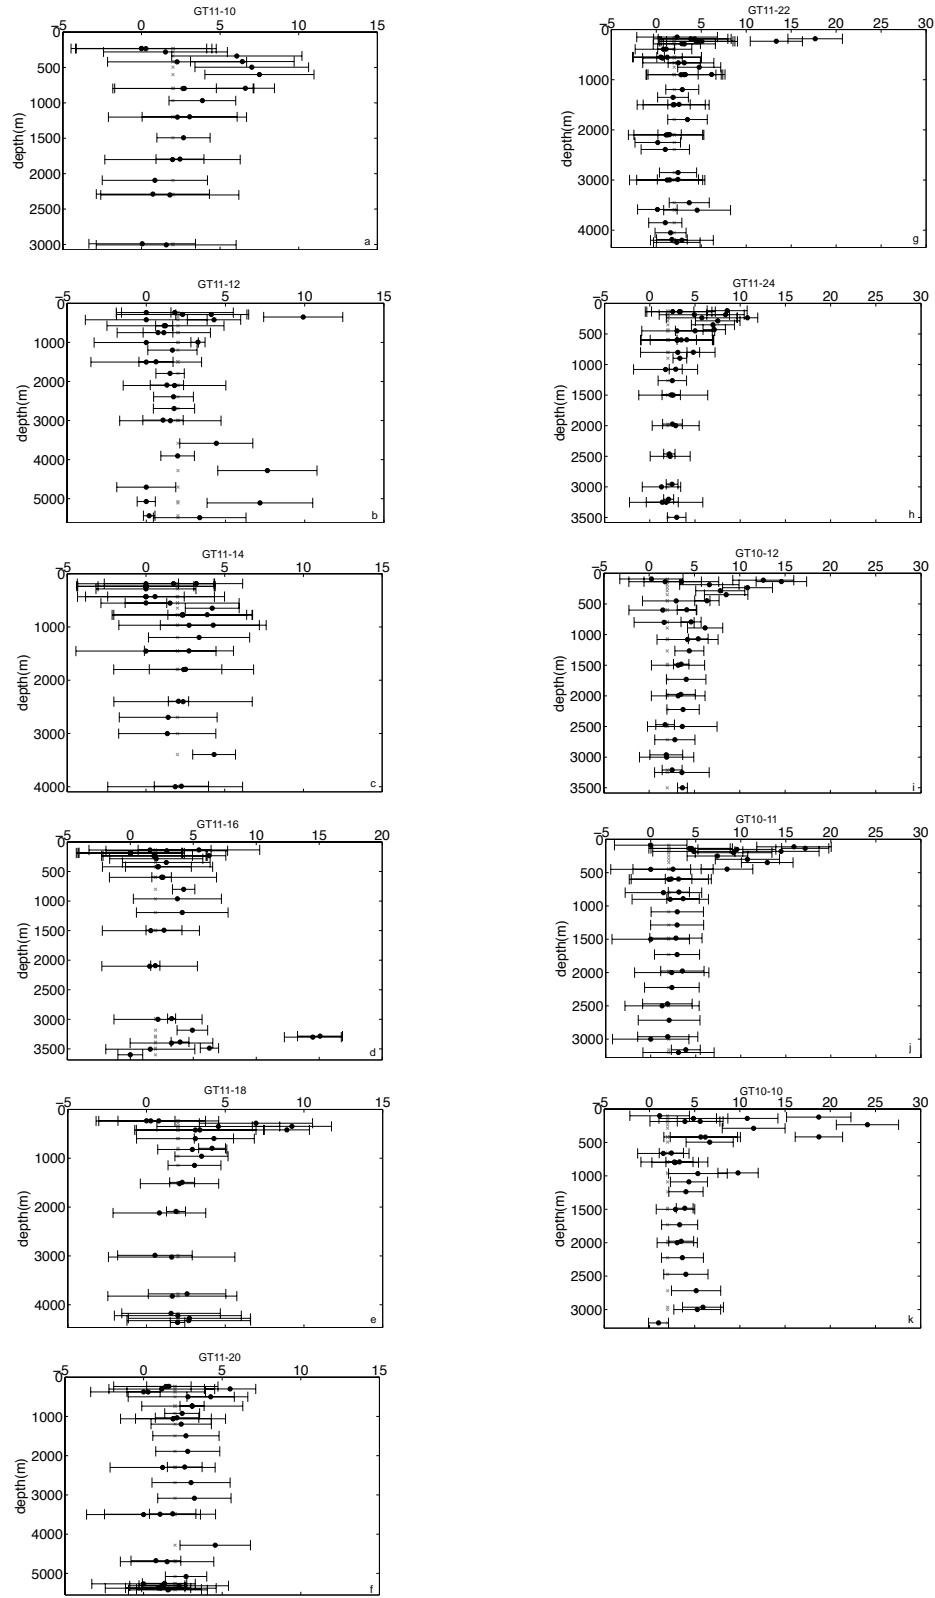 GT11-10
−5 0 5 10 15
0
500
1000
1500
2000
2500
3000
depth(m)
a
GT11-12
−5 0 5 10 15
0
1000
2000
3000
4000
5000
depth(m)
b
GT11-14
−5 0 5 10 15
0
1000
2000
3000
4000
depth(m)
c
GT11-16
−5 0 5 10 15 20
0
500
1000
1500
2000
2500
3000
3500
depth(m)
d
GT11-18
−5 0 5 10 15
0
1000
2000
3000
4000
depth(m)
e
GT11-20
−5 0 5 10 15
0
1000
2000
3000
4000
5000
depth(m)
f
GT11-22
−5 0 5 10 15 20 25 30
0
1000
2000
3000
4000
depth(m)
g
GT11-24
−5 0 5 10 15 20 25 30
0
500
1000
1500
2000
2500
3000
3500
depth(m)
h
GT10-12
−5 0 5 10 15 20 25 30
0
500
1000
1500
2000
2500
3000
3500
depth(m)
i
GT10-11
−5 0 5 10 15 20 25 30
0
500
1000
1500
2000
2500
3000
depth(m)
j
GT10-10
−5 0 5 10 15 20 25 30
0
500
1000
1500
2000
2500
3000
depth(m)
k